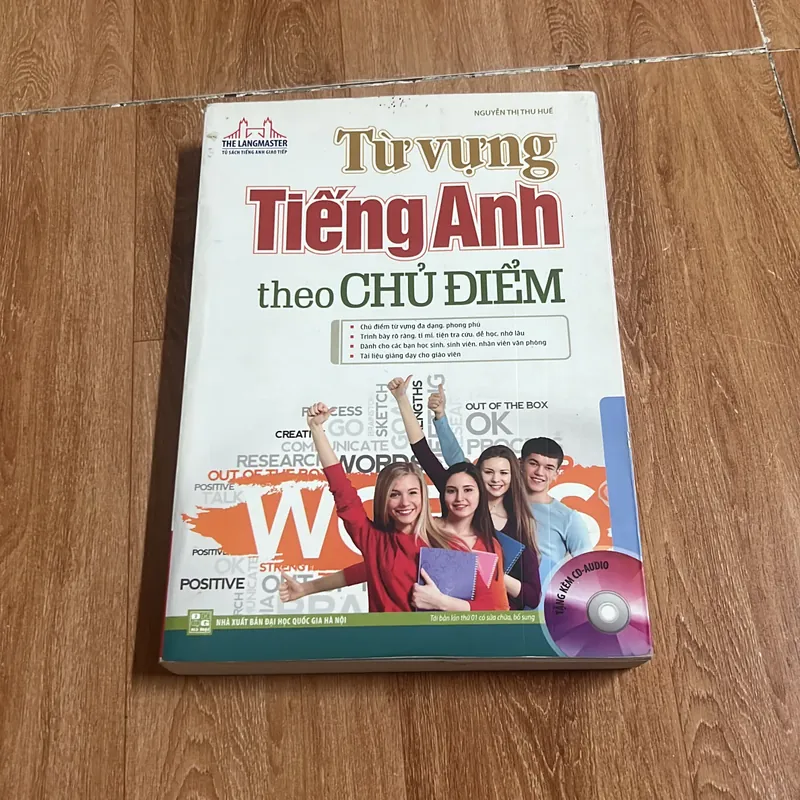 NGUYỄN THỊ THU HUẾ
THE LANGMASTER
TỦ SÁCH TIẾNG ANH GIAO TIẾP
Từ vựng
Tiếng Anh
theo CHỦ ĐIỂM
Chủ điểm từ vựng đa dạng, phong phú
Trình bày rõ ràng, tỉ mỉ, tiện tra cứu, dễ học, nhớ lâu
Dành cho các bạn học sinh, sinh viên, nhân viên văn phòng
Tài liệu giảng dạy cho giáo viên
SKETCH
OUT OF THE BOX
CREATIVE
GO
OK
COMMUNICATE
RESEARCH
WORDS
OUT OF THE BOX
POSITIVE
TALK
POSITIVE
OK
POSITIVE
OUT
TẶNG KÈM CD-AUDIO
NHÀ XUẤT BẢN ĐẠI HỌC QUỐC GIA HÀ NỘI
Tái bản lần thứ 01 có sửa chữa, bổ sung